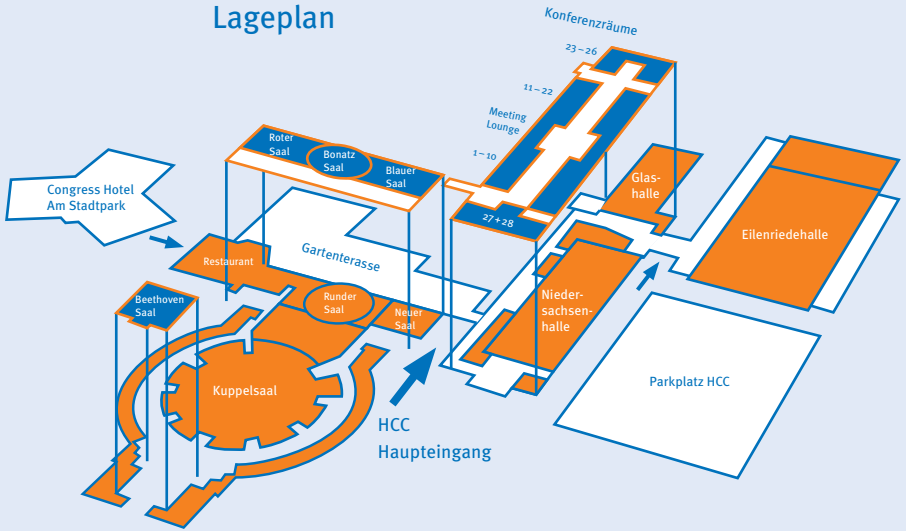 Lageplan
Konferenzräume
23–26
11–22
Meeting
Lounge
1–10
27+28
Roter
Saal
Bonatz
Saal
Blauer
Saal
Congress Hotel
Am Stadtpark
Gartenterasse
Restaurant
Glas-
halle
Eilenriedehalle
Beethoven
Saal
Runder
Saal
Neuer
Saal
Nieder-
sachsen-
halle
Kuppelsaal
Parkplatz HCC
HCC
Haupteingang